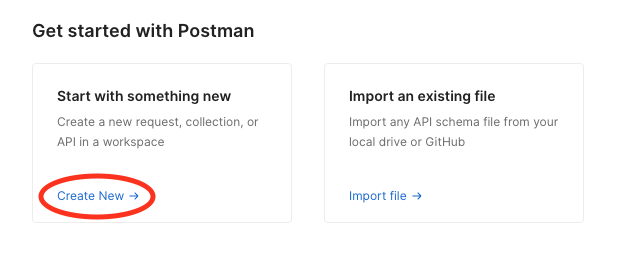 Get started with Postman
Start with something new
Create a new request, collection, or
API in a workspace
Create New →
Import an existing file
Import any API schema file from your
local drive or GitHub
Import file →